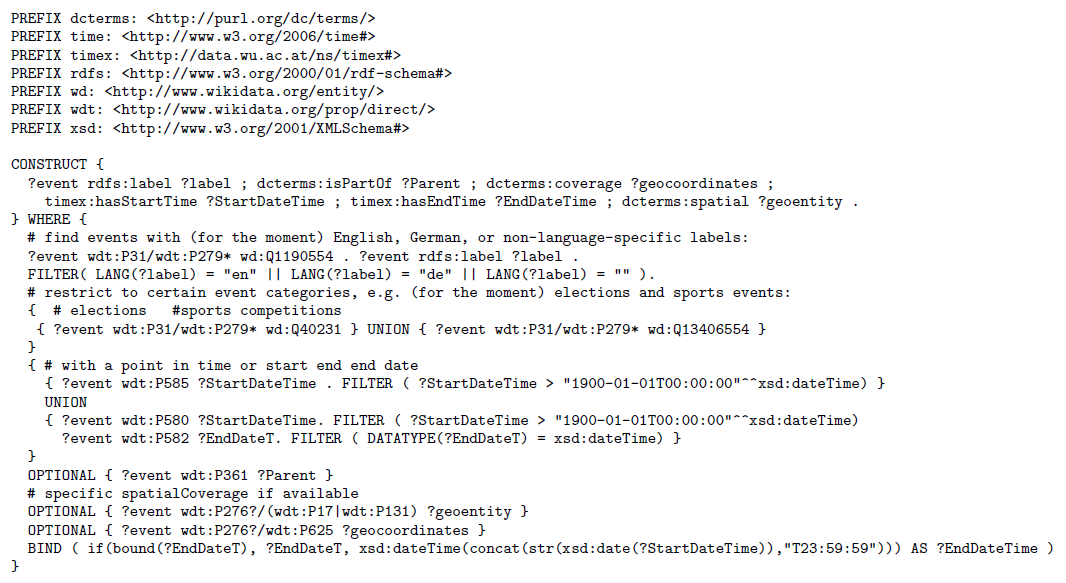 PREFIX dcterms: <http://purl.org/dc/terms/>
PREFIX time: <http://www.w3.org/2006/time#>
PREFIX timex: <http://data.wu.ac.at/ns/timex#>
PREFIX rdfs: <http://www.w3.org/2000/01/rdf-schema#>
PREFIX wd: <http://www.wikidata.org/entity/>
PREFIX wdt: <http://www.wikidata.org/prop/direct/>
PREFIX xsd: <http://www.w3.org/2001/XMLSchema#>

CONSTRUCT {
  ?event rdfs:label ?label ; dcterms:isPartOf ?Parent ; dcterms:coverage ?geocoordinates ;
    timex:hasStartTime ?StartDateTime ; timex:hasEndTime ?EndDateTime ; dcterms:spatial ?geoentity .
} WHERE {
  # find events with (for the moment) English, German, or non-language-specific labels:
  ?event wdt:P31/wdt:P279* wd:Q1190554 . ?event rdfs:label ?label .
  FILTER( LANG(?label) = "en" || LANG(?label) = "de" || LANG(?label) = "" ).
  # restrict to certain event categories, e.g. (for the moment) elections and sports events:
  {  # elections   #sports competitions
   { ?event wdt:P31/wdt:P279* wd:Q40231 } UNION { ?event wdt:P31/wdt:P279* wd:Q13406554 }
  }
  { # with a point in time or start end end date
    { ?event wdt:P585 ?StartDateTime . FILTER ( ?StartDateTime > "1900-01-01T00:00:00"^^xsd:dateTime) }
    UNION
    { ?event wdt:P580 ?StartDateTime. FILTER ( ?StartDateTime > "1900-01-01T00:00:00"^^xsd:dateTime)
      ?event wdt:P582 ?EndDateT. FILTER ( DATATYPE(?EndDateT) = xsd:dateTime) }
  }
  OPTIONAL { ?event wdt:P361 ?Parent }
  # specific spatialCoverage if available
  OPTIONAL { ?event wdt:P276?/(wdt:P17|wdt:P131) ?geoentity }
  OPTIONAL { ?event wdt:P276?/wdt:P625 ?geocoordinates }
  BIND ( if(bound(?EndDateT), ?EndDateT, xsd:dateTime(concat(str(xsd:date(?StartDateTime)),"T23:59:59"))) AS ?EndDateTime )
}